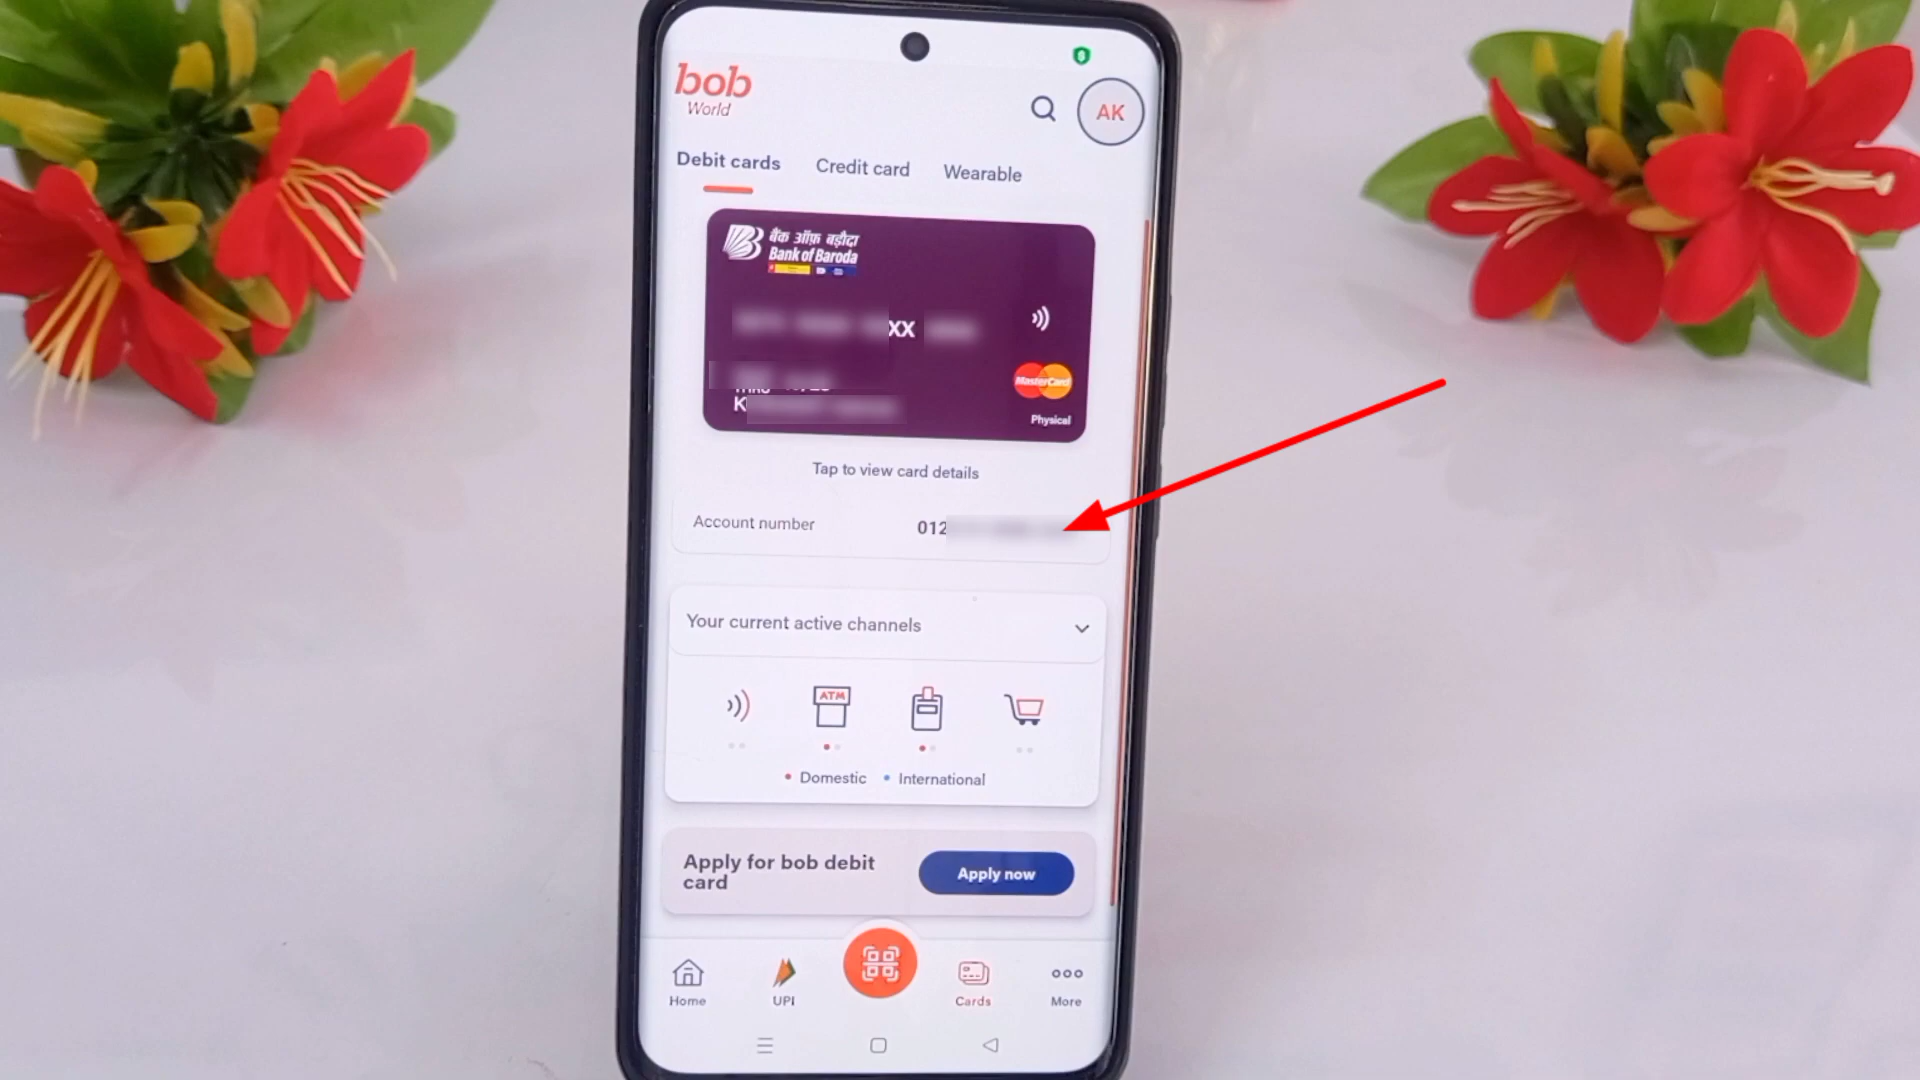 bob
World
AK
Debit cards Credit card Wearable
बैंक ऑफ़ बड़ौदा
Bank of Baroda
XX
MasterCard
K
Physical
Tap to view card details
Account number 012
Your current active channels
ATM
Domestic International
Apply for bob debit
card
Apply now
Home UPI Cards More